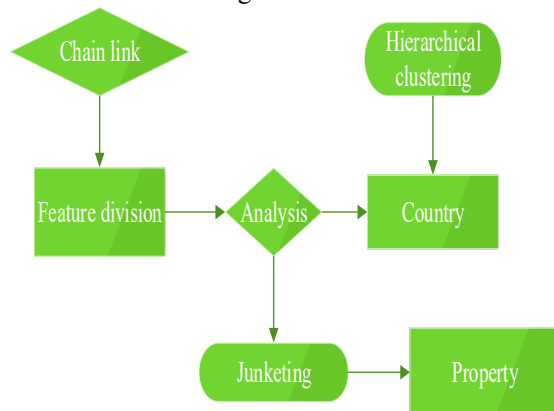 Chain link
Hierarchical
clustering
Feature division
Analysis
Country
Junketing
Property